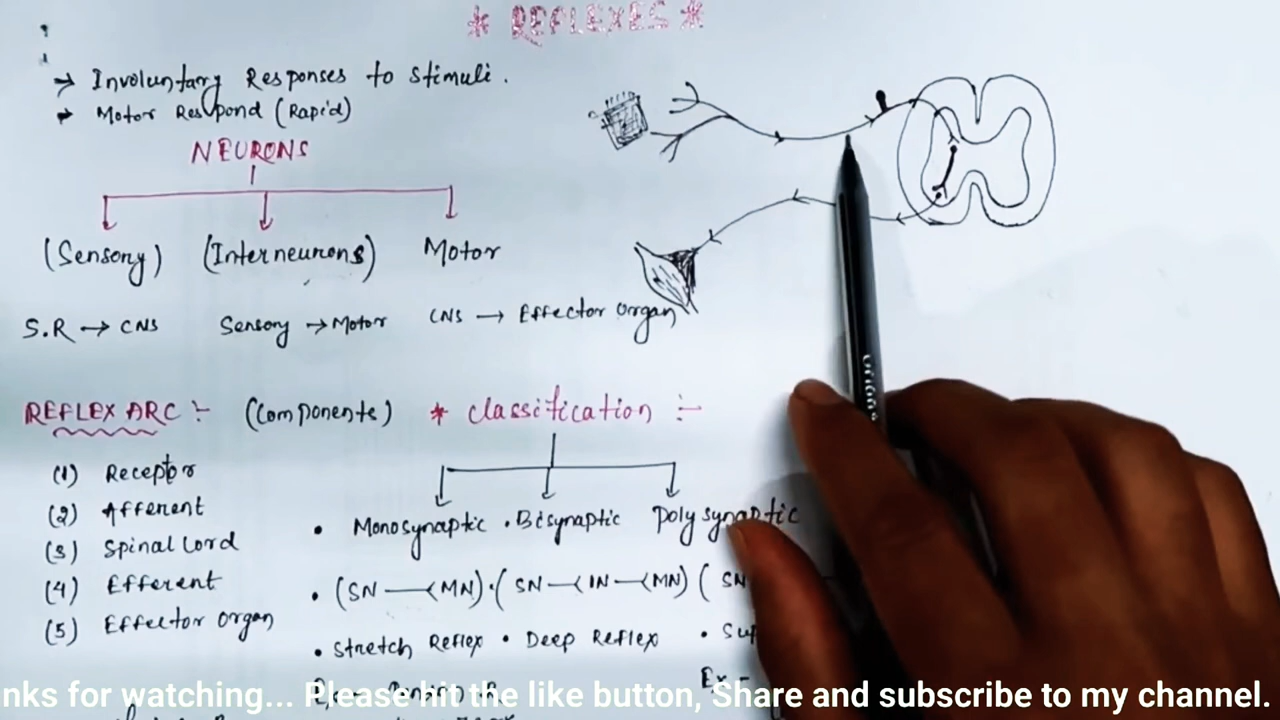 * REFLEXES *
→ Involuntary Responses to stimuli.
→ Motor Respond (Rapid)
NEURONS
(Sensory) (Interneurons) Motor
S.R → CNS Sensory → Motor CNS → Effector Organ
REFLEX ARC :- (Components) * Classification :-
(1) Receptor
(2) Afferent
(3) Spinal Cord
(4) Efferent
(5) Effector Organ
• Monosynaptic • Bisynaptic Polysynaptic
• (SN —< MN) • (SN —< IN —< MN) ( SN
• Stretch Reflex • Deep Reflex
Ex -
nks for watching... Please hit the like button, Share and subscribe to my channel.